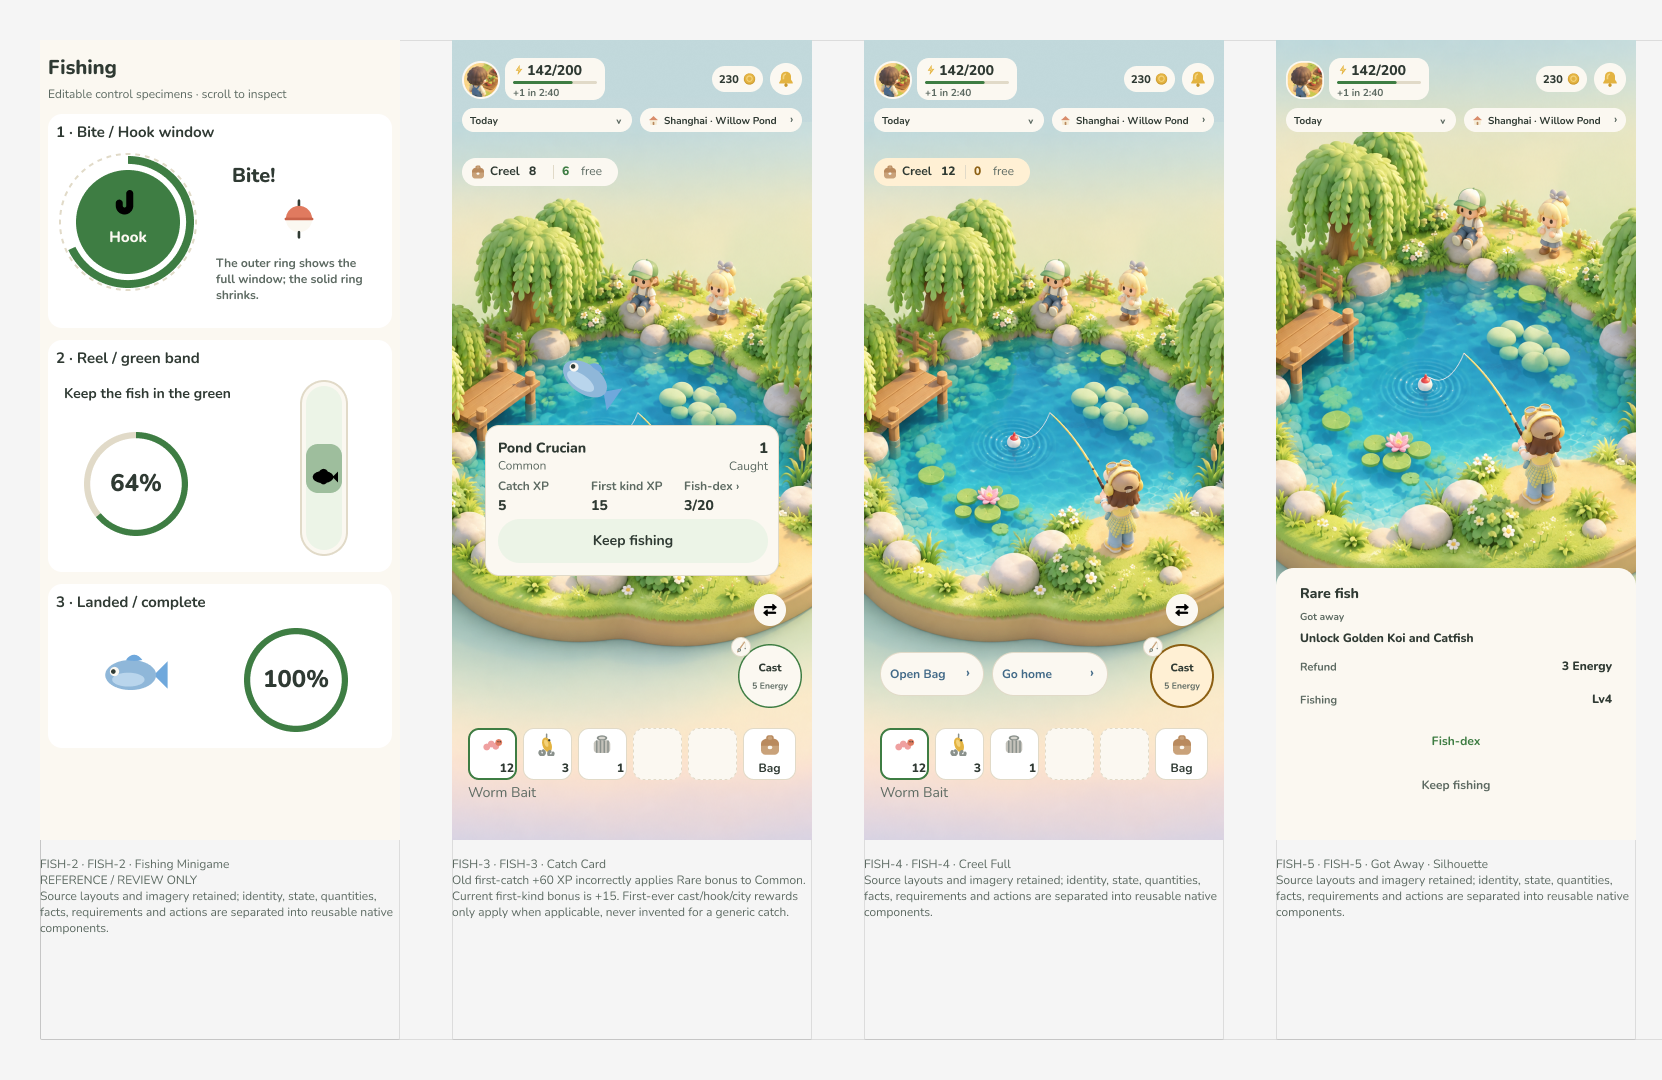 Fishing
Editable control specimens · scroll to inspect
1 · Bite / Hook window
Hook
Bite!
The outer ring shows the
full window; the solid ring
shrinks.
2 · Reel / green band
Keep the fish in the green
64%
3 · Landed / complete
100%
FISH-2 · FISH-2 · Fishing Minigame
REFERENCE / REVIEW ONLY
Source layouts and imagery retained; identity, state, quantities,
facts, requirements and actions are separated into reusable native
components.
142/200
+1 in 2:40
230
Today
Shanghai · Willow Pond ›
Creel 8 6 free
Pond Crucian 1
Common Caught
Catch XP First kind XP Fish-dex ›
5 15 3/20
Keep fishing
Cast
5 Energy
12 3 1 Bag
Worm Bait
FISH-3 · FISH-3 · Catch Card
Old first-catch +60 XP incorrectly applies Rare bonus to Common.
Current first-kind bonus is +15. First-ever cast/hook/city rewards
only apply when applicable, never invented for a generic catch.
142/200
+1 in 2:40
230
Today
Shanghai · Willow Pond ›
Creel 12 0 free
Open Bag ›
Go home ›
Cast
5 Energy
12 3 1 Bag
Worm Bait
FISH-4 · FISH-4 · Creel Full
Source layouts and imagery retained; identity, state, quantities,
facts, requirements and actions are separated into reusable native
components.
142/200
+1 in 2:40
230
Today
Shanghai · Willow Pond ›
Rare fish
Got away
Unlock Golden Koi and Catfish
Refund 3 Energy
Fishing Lv4
Fish-dex
Keep fishing
FISH-5 · FISH-5 · Got Away · Silhouette
Source layouts and imagery retained; identity, state, quantities,
facts, requirements and actions are separated into reusable native
components.